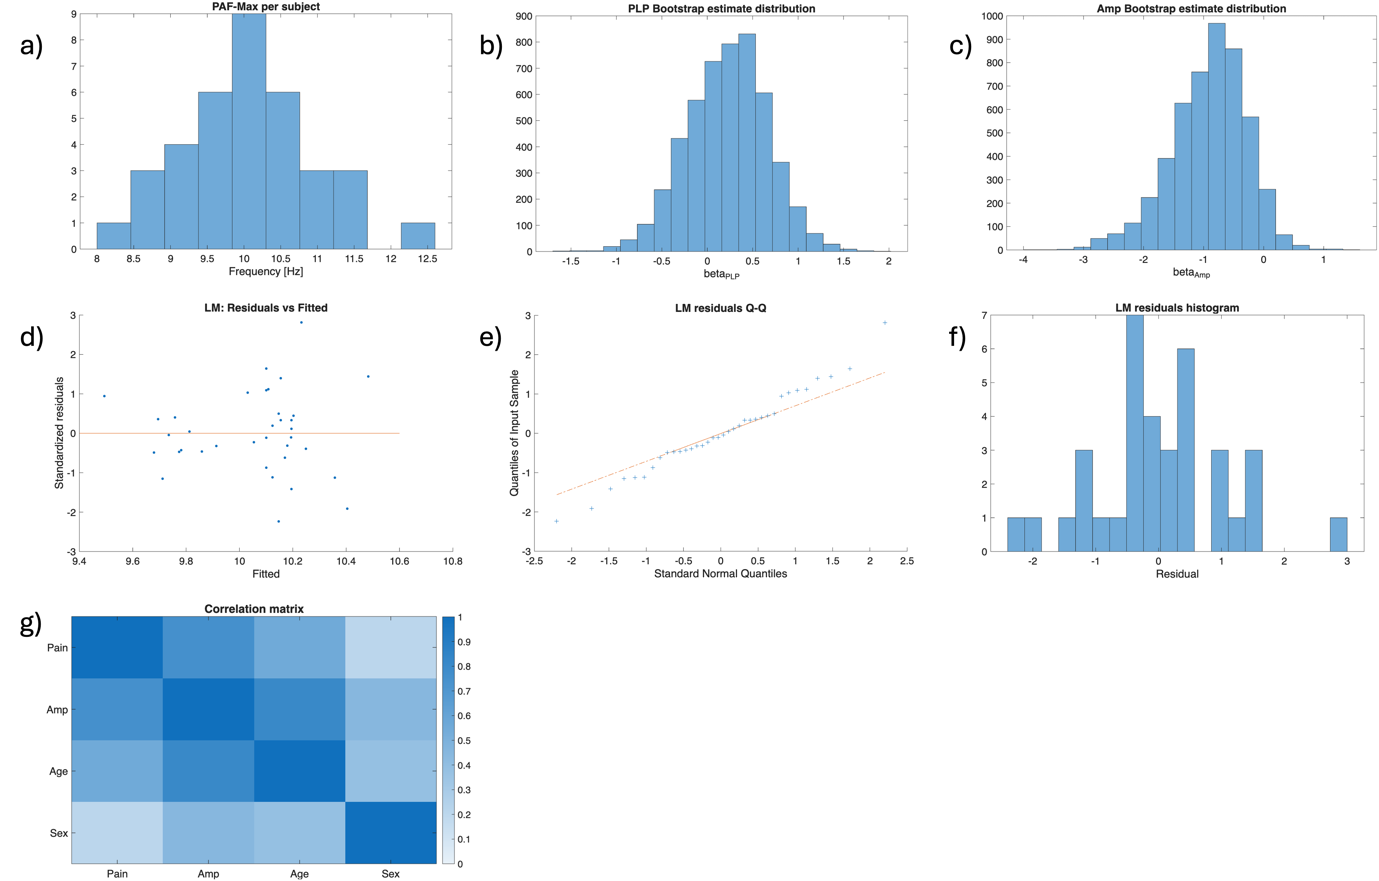 a)
PAF-Max per subject
9
8
7
6
5
4
3
2
1
0
8 8.5 9 9.5 10 10.5 11 11.5 12 12.5
Frequency [Hz]
b)
PLP Bootstrap estimate distribution
900
800
700
600
500
400
300
200
100
0
-1.5 -1 -0.5 0 0.5 1 1.5 2
betaPLP
c)
Amp Bootstrap estimate distribution
1000
900
800
700
600
500
400
300
200
100
0
-4 -3 -2 -1 0 1
betaAmp
d)
LM: Residuals vs Fitted
Standardized residuals
3
2
1
0
-1
-2
-3
9.4 9.6 9.8 10 10.2 10.4 10.6 10.8
Fitted
e)
LM residuals Q-Q
Quantiles of Input Sample
3
2
1
0
-1
-2
-3
-2.5 -2 -1.5 -1 -0.5 0 0.5 1 1.5 2 2.5
Standard Normal Quantiles
f)
LM residuals histogram
7
6
5
4
3
2
1
0
-2 -1 0 1 2 3
Residual
g)
Correlation matrix
Pain
Amp
Age
Sex
Pain Amp Age Sex
1
0.9
0.8
0.7
0.6
0.5
0.4
0.3
0.2
0.1
0